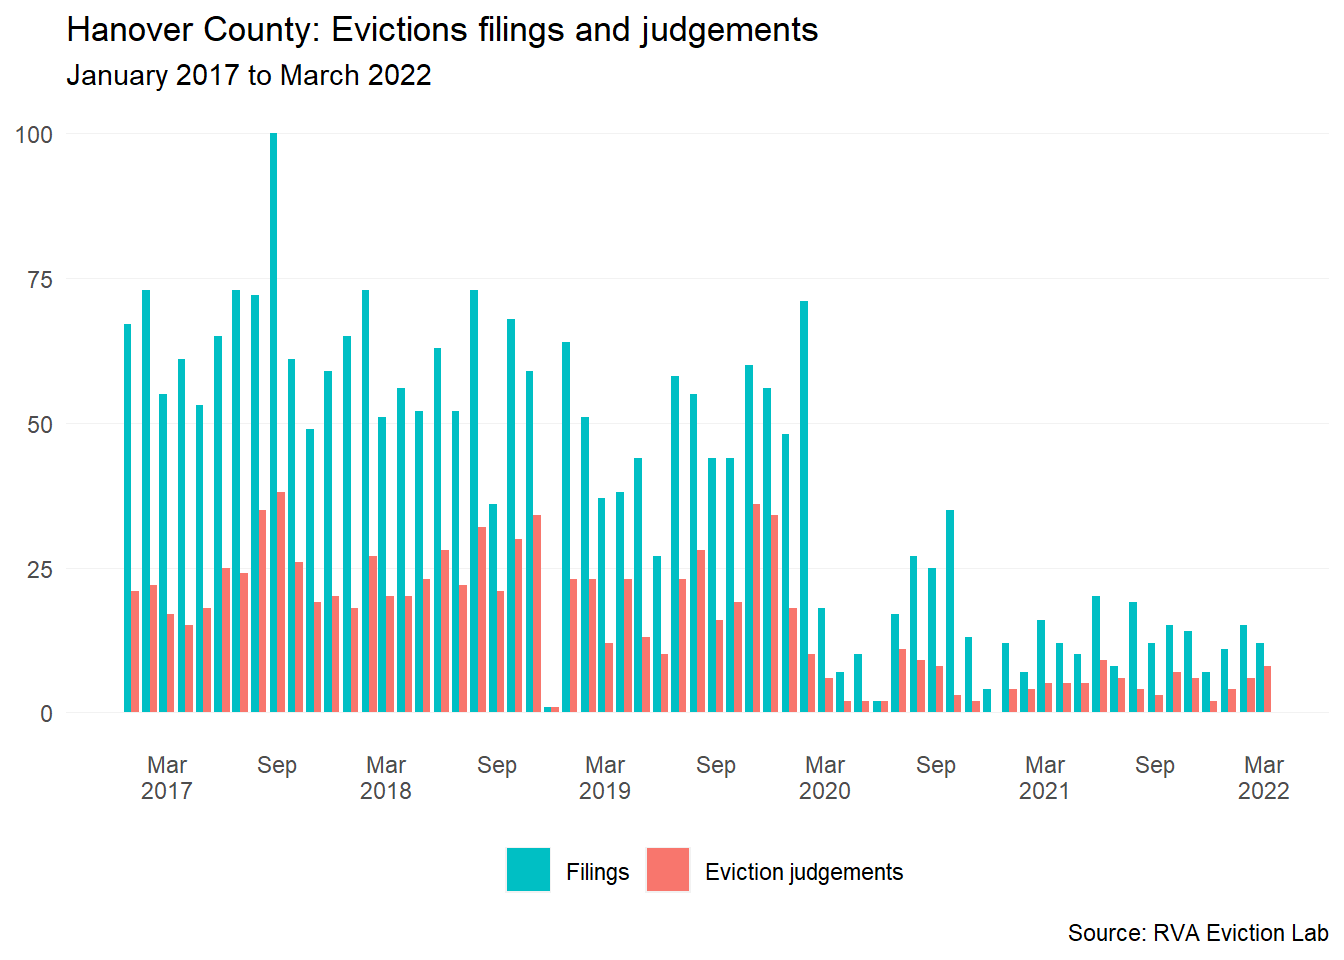 Hanover County: Evictions filings and judgements
January 2017 to March 2022
100
75
50
25
0
Mar Sep Mar Sep Mar Sep Mar Sep Mar Sep Mar
2017 2018 2019 2020 2021 2022
Filings Eviction judgements
Source: RVA Eviction Lab